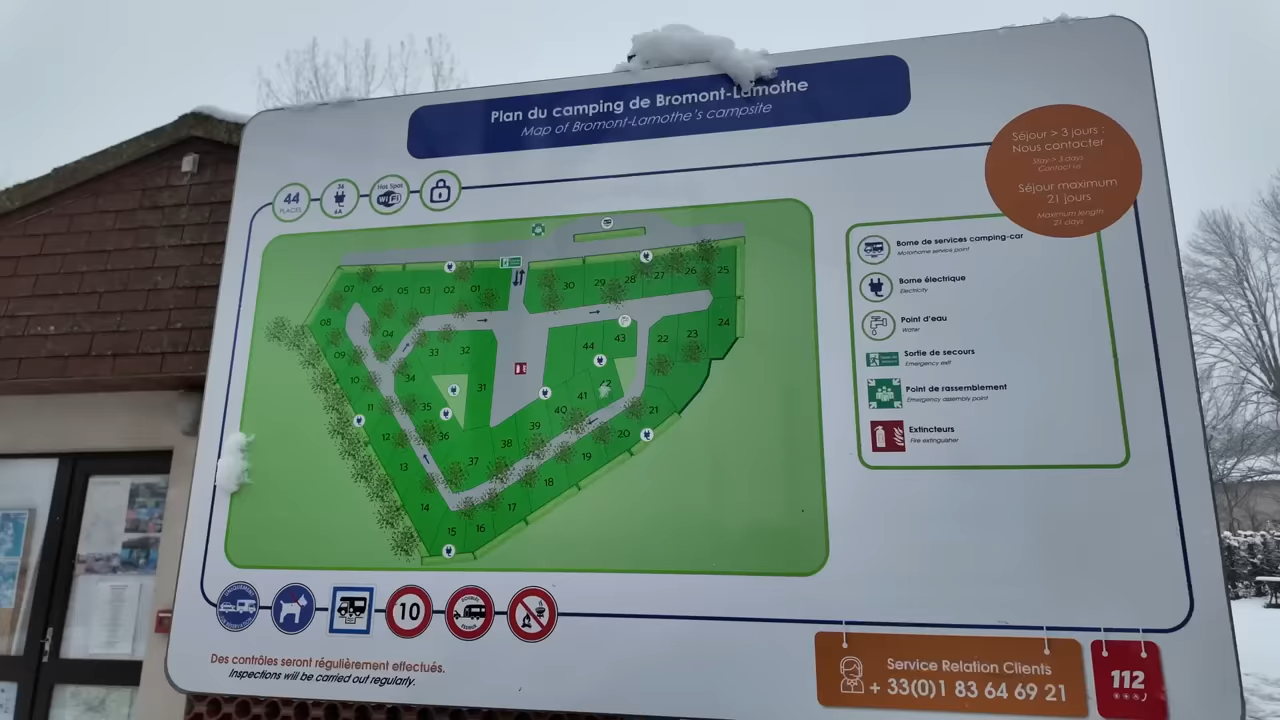 Plan du camping de Bromont-Lamothe
Map of Bromont-Lamothe's campsite
Séjour > 3 jours :
Nous contacter
Stay > 3 days
Contact us
Séjour maximum
21 jours
Maximum length
21 days
44
PLACES
6A
Hot Spot
WiFi
Borne de services camping-car
Motorhome service point
Borne électrique
Electricity
Point d'eau
Water
Sortie de secours
Emergency exit
Point de rassemblement
Emergency assembly point
Extincteurs
Fire extinguisher
07 06 05 03 02 01 30 29 28 27 26 25
08 04 33 32 44 43 22 23 24
09 10 34 31 42
11 35 41 21
12 36 39 40 20
13 37 38 19
14 17 18
15 16
10
Des contrôles seront régulièrement effectués.
Inspections will be carried out regularly.
Service Relation Clients
+ 33(0)1 83 64 69 21
112